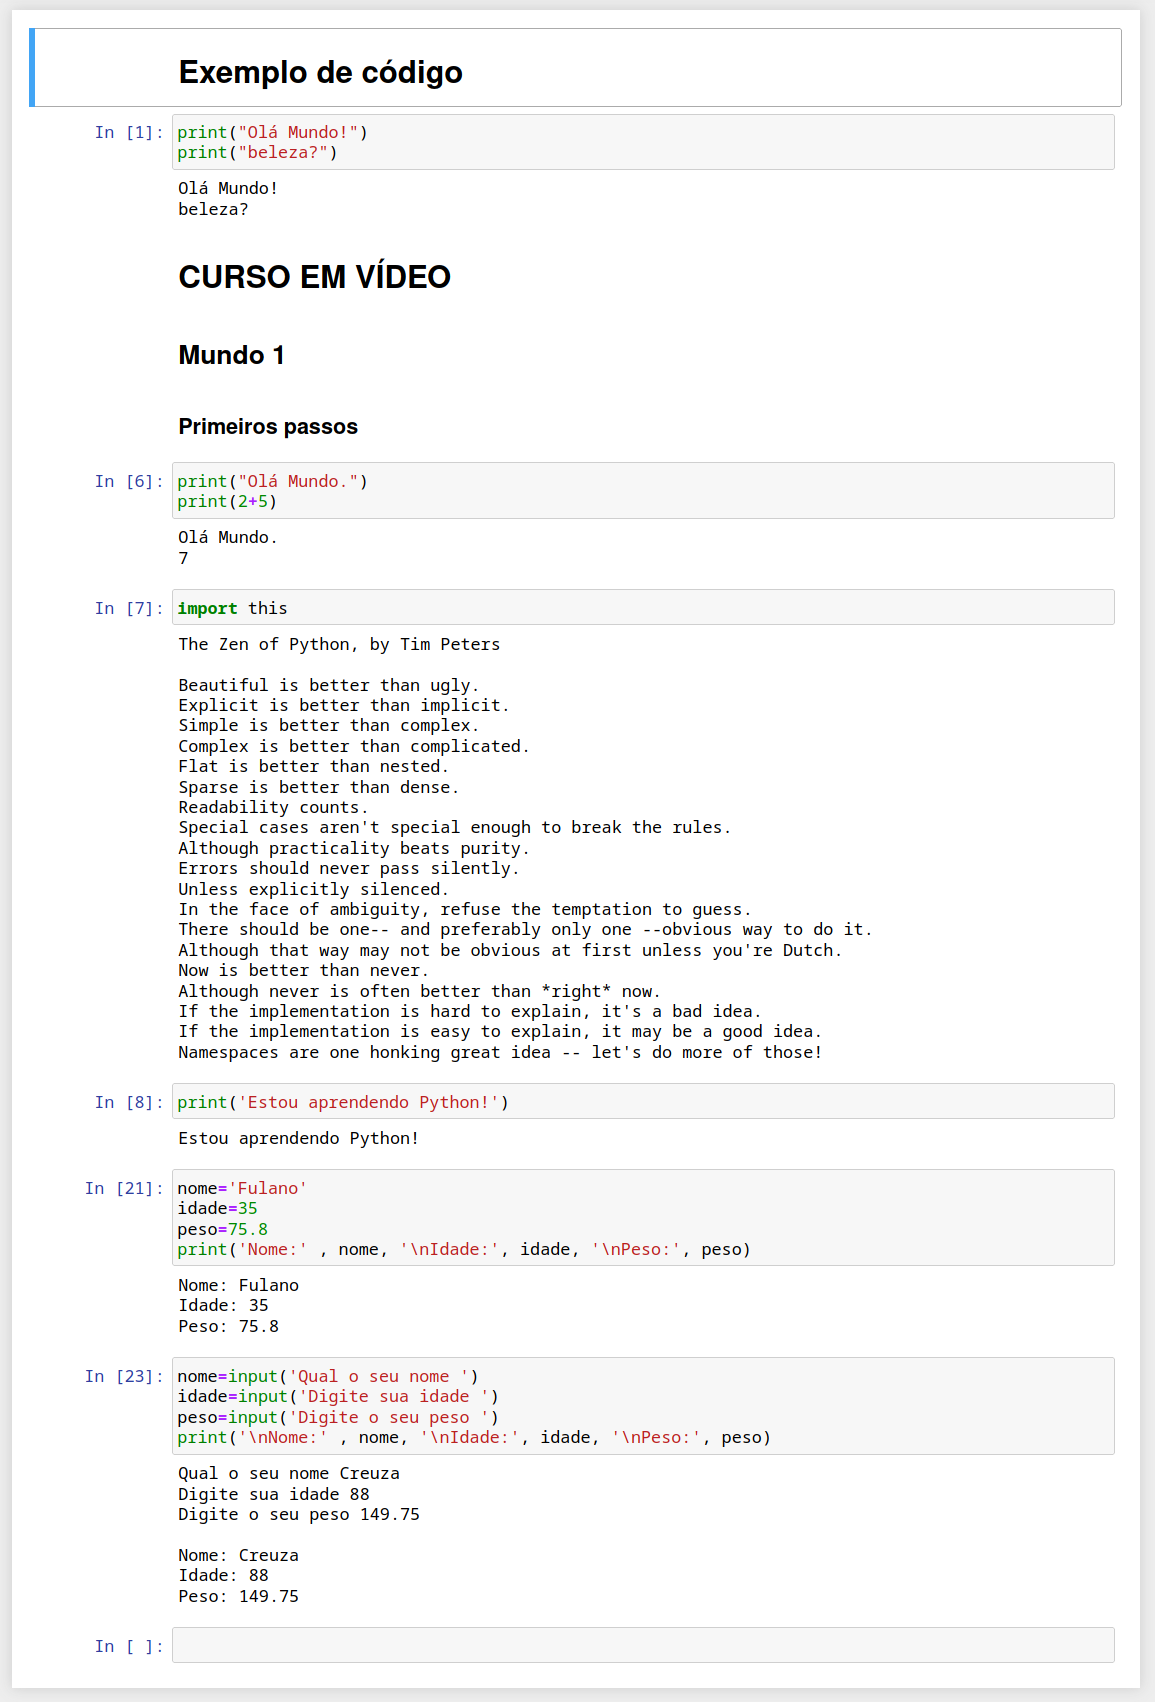 Exemplo de código
In [1]: print("Olá Mundo!")
print("beleza?")
Olá Mundo!
beleza?
CURSO EM VÍDEO
Mundo 1
Primeiros passos
In [6]: print("Olá Mundo.")
print(2+5)
Olá Mundo.
7
In [7]: import this
The Zen of Python, by Tim Peters
Beautiful is better than ugly.
Explicit is better than implicit.
Simple is better than complex.
Complex is better than complicated.
Flat is better than nested.
Sparse is better than dense.
Readability counts.
Special cases aren't special enough to break the rules.
Although practicality beats purity.
Errors should never pass silently.
Unless explicitly silenced.
In the face of ambiguity, refuse the temptation to guess.
There should be one-- and preferably only one --obvious way to do it.
Although that way may not be obvious at first unless you're Dutch.
Now is better than never.
Although never is often better than *right* now.
If the implementation is hard to explain, it's a bad idea.
If the implementation is easy to explain, it may be a good idea.
Namespaces are one honking great idea -- let's do more of those!
In [8]: print('Estou aprendendo Python!')
Estou aprendendo Python!
In [21]: nome='Fulano'
idade=35
peso=75.8
print('Nome:' , nome, '\nIdade:', idade, '\nPeso:', peso)
Nome: Fulano
Idade: 35
Peso: 75.8
In [23]: nome=input('Qual o seu nome ')
idade=input('Digite sua idade ')
peso=input('Digite o seu peso ')
print('\nNome:' , nome, '\nIdade:', idade, '\nPeso:', peso)
Qual o seu nome Creuza
Digite sua idade 88
Digite o seu peso 149.75
Nome: Creuza
Idade: 88
Peso: 149.75
In [ ]: